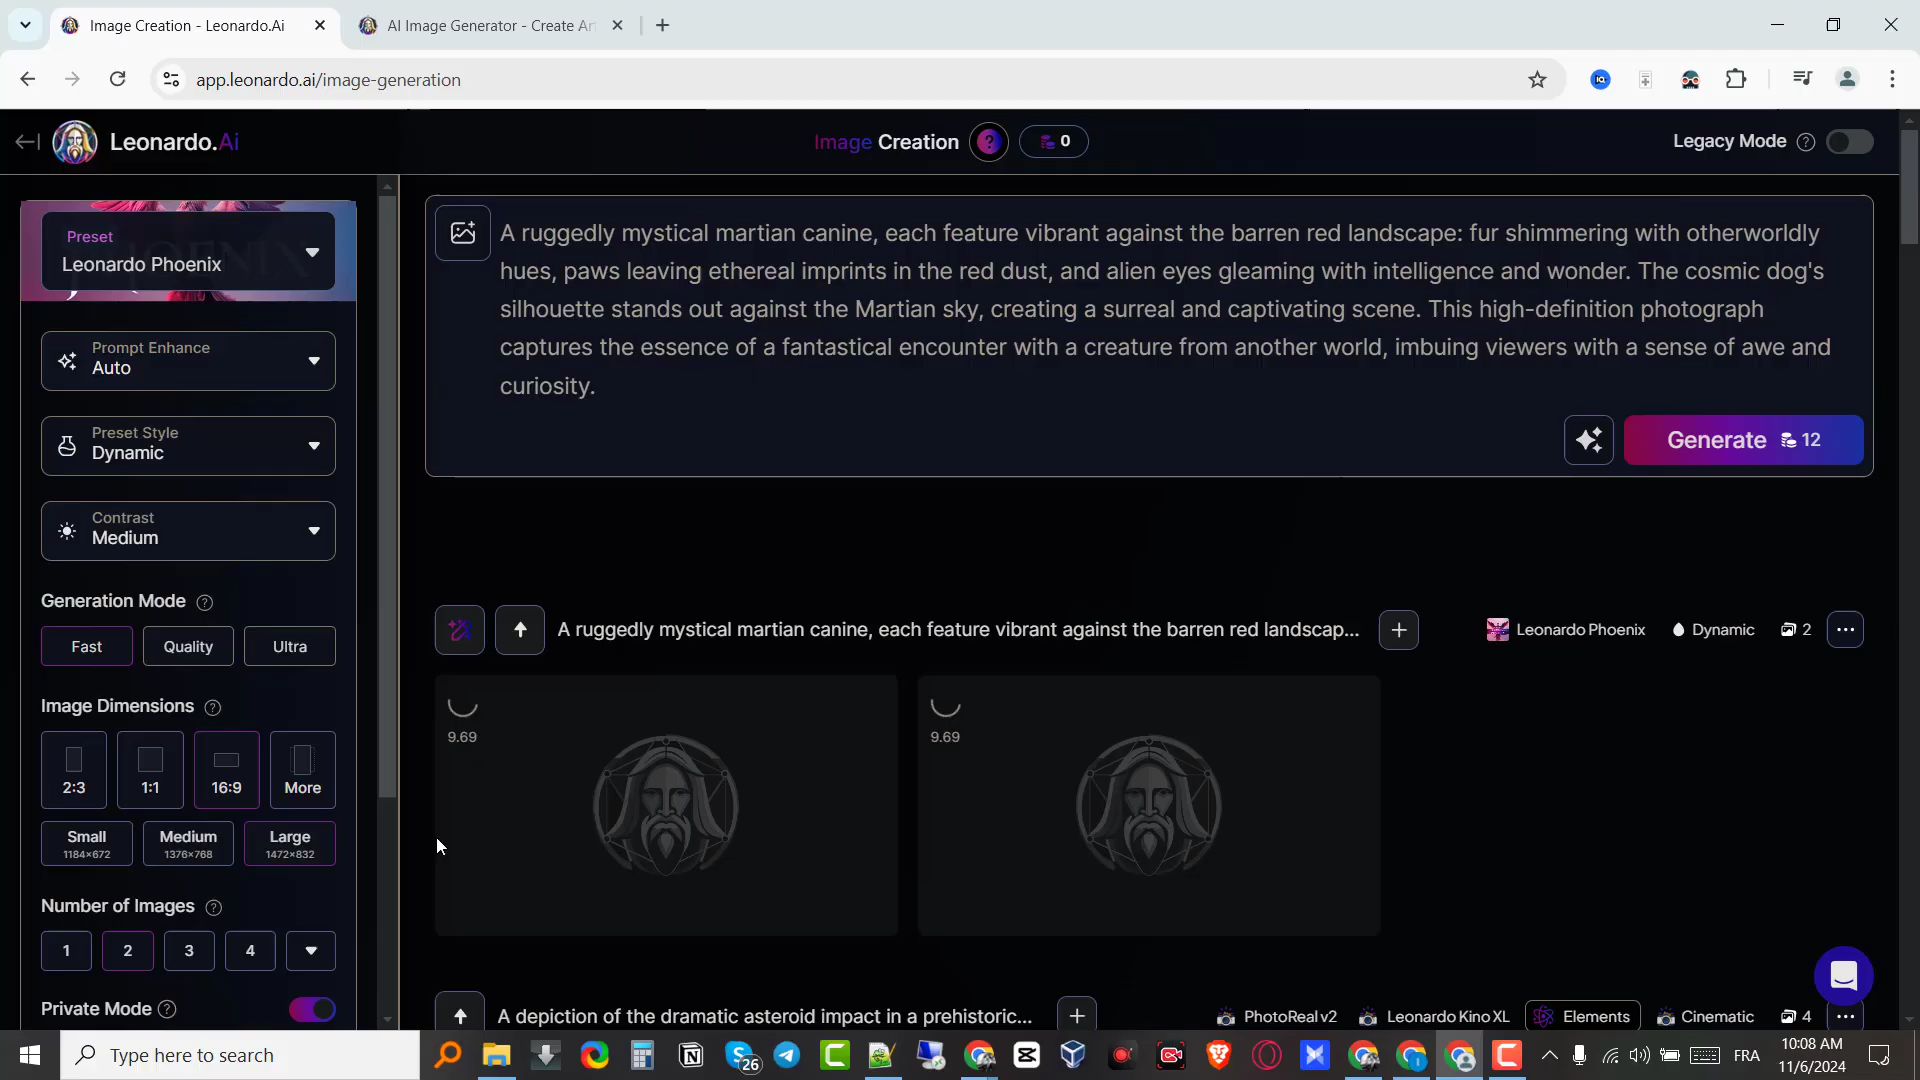 Image Creation - Leonardo.Ai
AI Image Generator - Create Ar
app.leonardo.ai/image-generation
Leonardo.Ai
Image Creation
?
0
Legacy Mode
Preset
Leonardo Phoenix
A ruggedly mystical martian canine, each feature vibrant against the barren red landscape: fur shimmering with otherworldly
hues, paws leaving ethereal imprints in the red dust, and alien eyes gleaming with intelligence and wonder. The cosmic dog's
silhouette stands out against the Martian sky, creating a surreal and captivating scene. This high-definition photograph
captures the essence of a fantastical encounter with a creature from another world, imbuing viewers with a sense of awe and
curiosity.
Generate 12
Prompt Enhance
Auto
Preset Style
Dynamic
Contrast
Medium
Generation Mode
Fast
Quality
Ultra
Image Dimensions
2:3
1:1
16:9
More
Small
1184×672
Medium
1376×768
Large
1472×832
Number of Images
1
2
3
4
Private Mode
A ruggedly mystical martian canine, each feature vibrant against the barren red landscap...
Leonardo Phoenix
Dynamic
2
9.69
9.69
A depiction of the dramatic asteroid impact in a prehistoric...
PhotoReal v2
Leonardo Kino XL
Elements
Cinematic
4
Type here to search
26
FRA
10:08 AM
11/6/2024